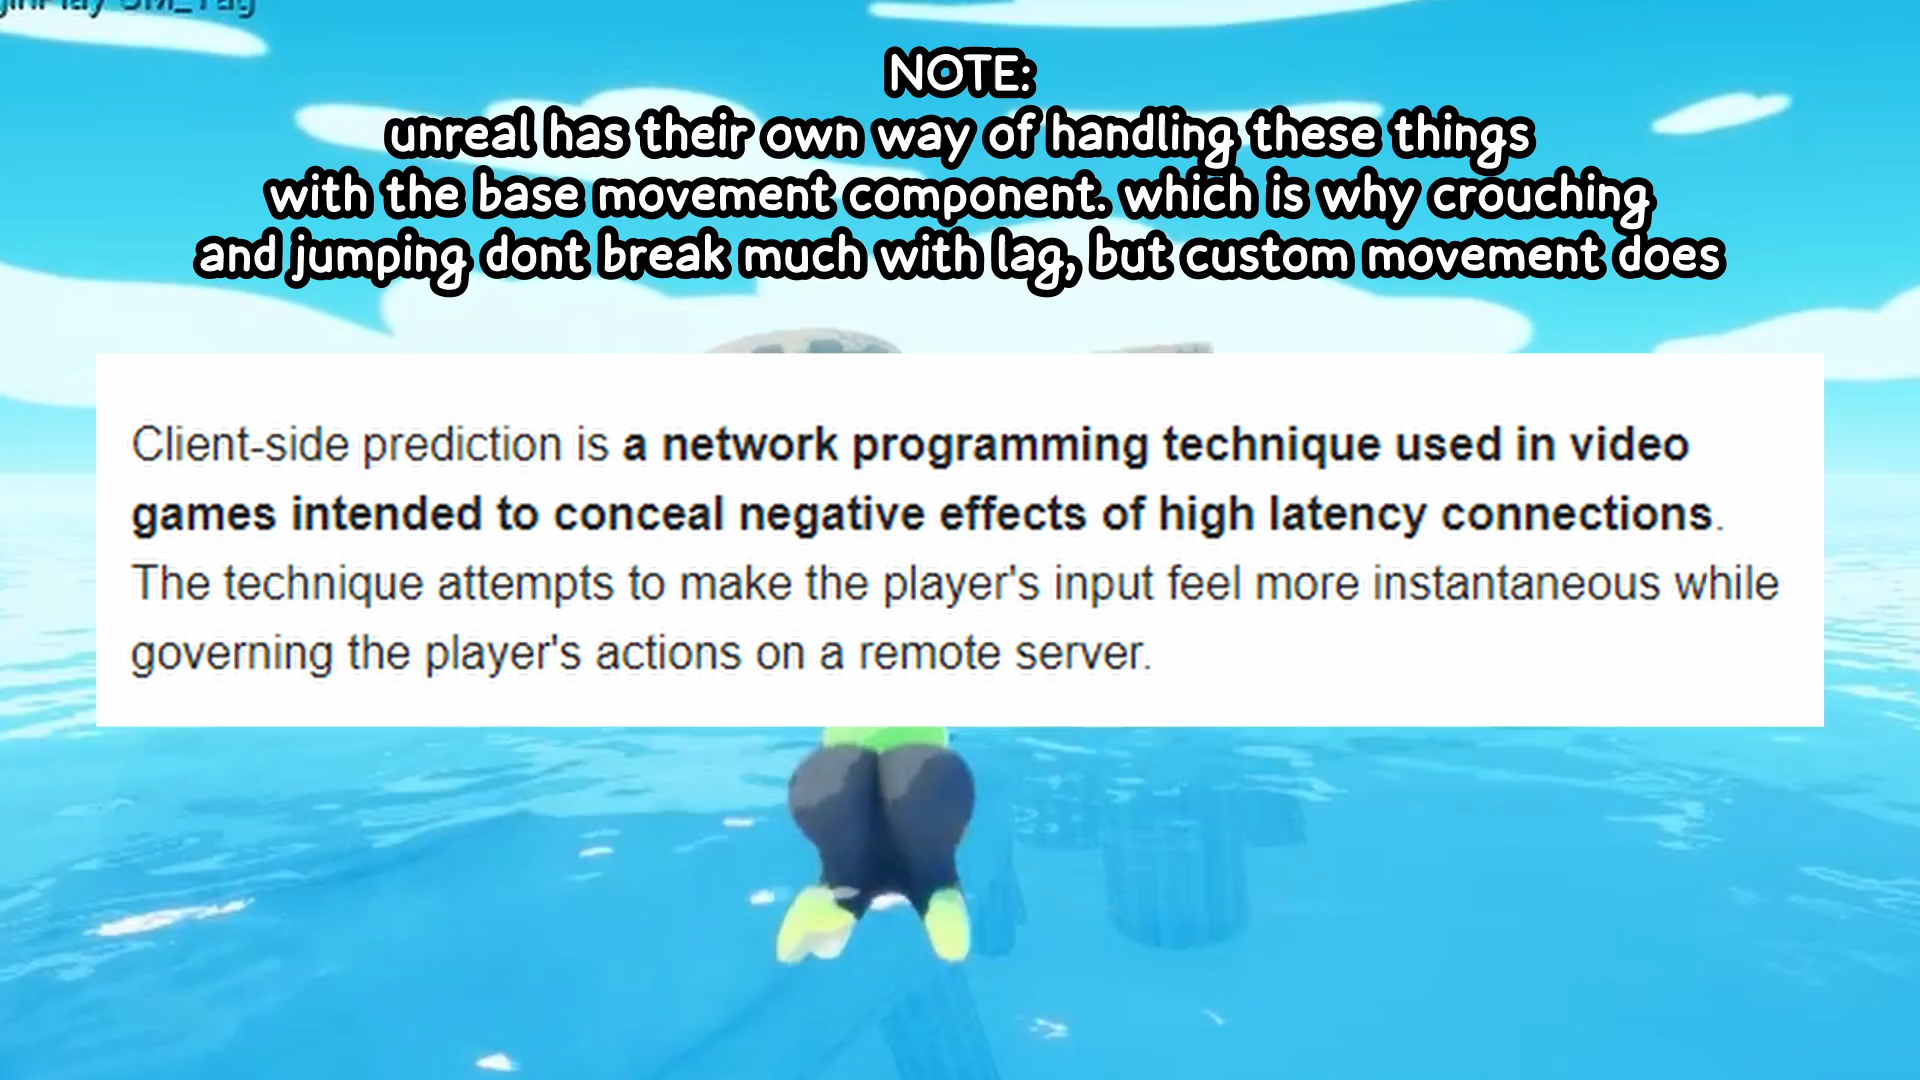 NOTE:
unreal has their own way of handling these things
with the base movement component. which is why crouching
and jumping dont break much with lag, but custom movement does
Client-side prediction is a network programming technique used in video
games intended to conceal negative effects of high latency connections.
The technique attempts to make the player's input feel more instantaneous while
governing the player's actions on a remote server.